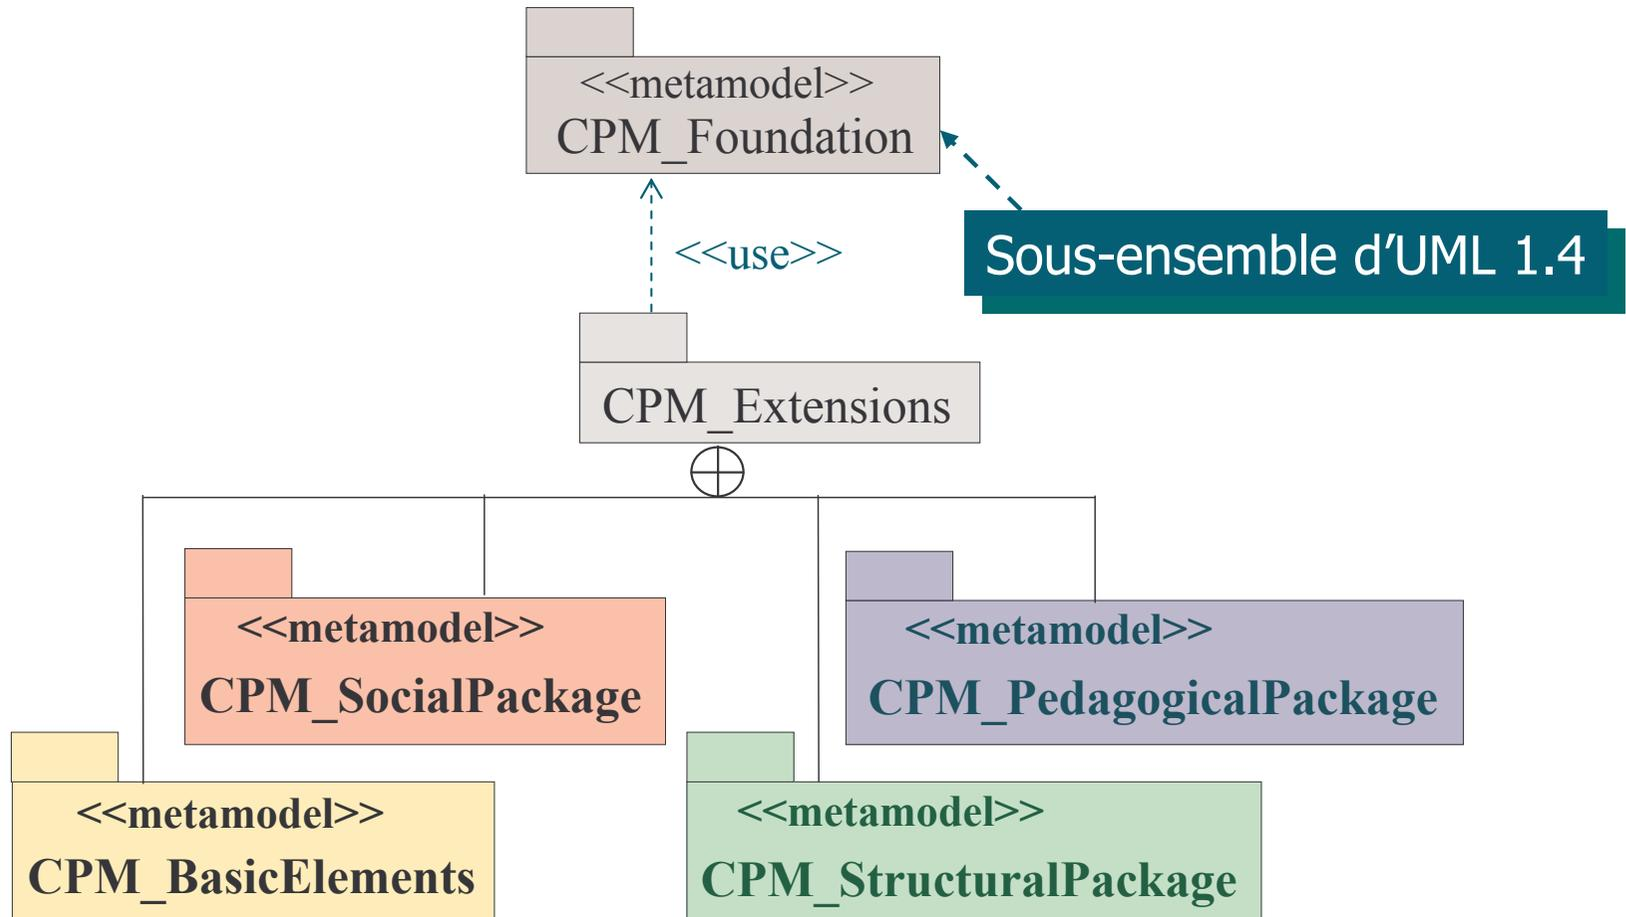 <<metamodel>>
CPM_Foundation
<<use>>
Sous-ensemble d’UML 1.4
CPM_Extensions
<<metamodel>>
CPM_SocialPackage
<<metamodel>>
CPM_PedagogicalPackage
<<metamodel>>
CPM_BasicElements
<<metamodel>>
CPM_StructuralPackage